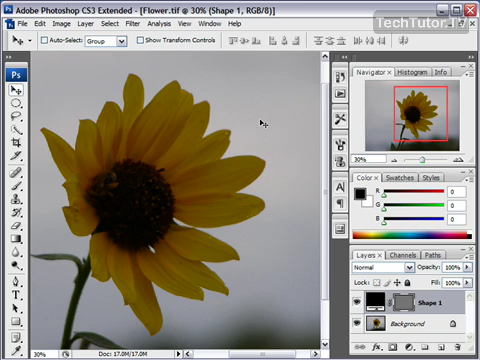 Adobe Photoshop CS3 Extended - [Flower.tif @ 30% (Shape 1, RGB/8)]
TechTutor.
File Edit Image Layer Select Filter Analysis View Window Help
Auto-Select: Group Show Transform Controls
Ps
Navigator Histogram Info
30%
Color Swatches Styles
R 0
G 0
B 0
Layers Channels Paths
Normal Opacity: 100%
Lock: Fill: 100%
Shape 1
Background
30% Doc: 17.0M/17.0M